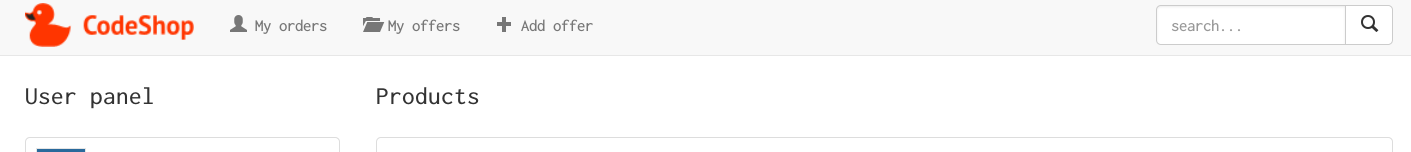 CodeShop My orders My offers Add offer search...
User panel Products